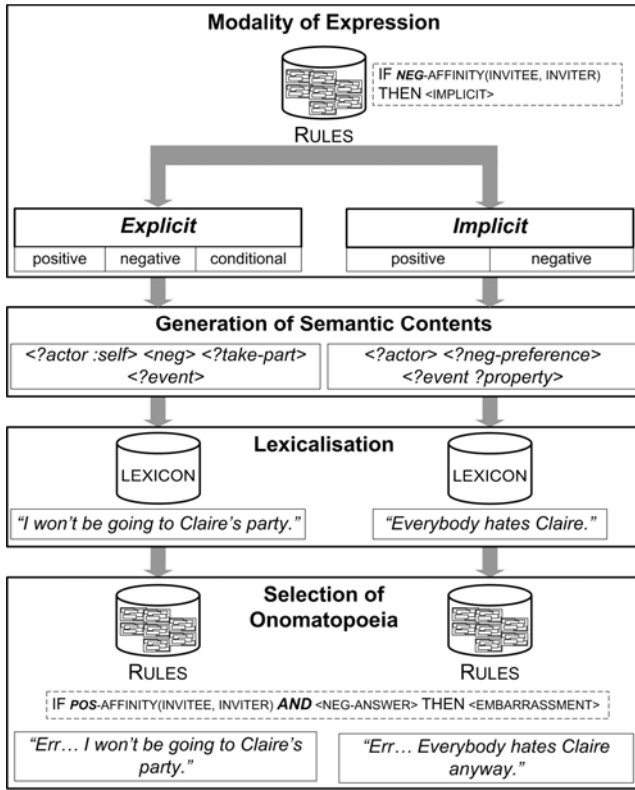 Modality of Expression
IF NEG-AFFINITY(INVITEE, INVITER)
THEN <IMPLICIT>
RULES
Explicit
positive negative conditional
Implicit
positive negative
Generation of Semantic Contents
<?actor :self> <neg> <?take-part>
<?event>
<?actor> <?neg-preference>
<?event ?property>
Lexicalisation
LEXICON
LEXICON
"I won't be going to Claire's party."
"Everybody hates Claire."
Selection of
Onomatopoeia
RULES
RULES
IF POS-AFFINITY(INVITEE, INVITER) AND <NEG-ANSWER> THEN <EMBARRASSMENT>
"Err... I won't be going to Claire's
party."
"Err... Everybody hates Claire
anyway."